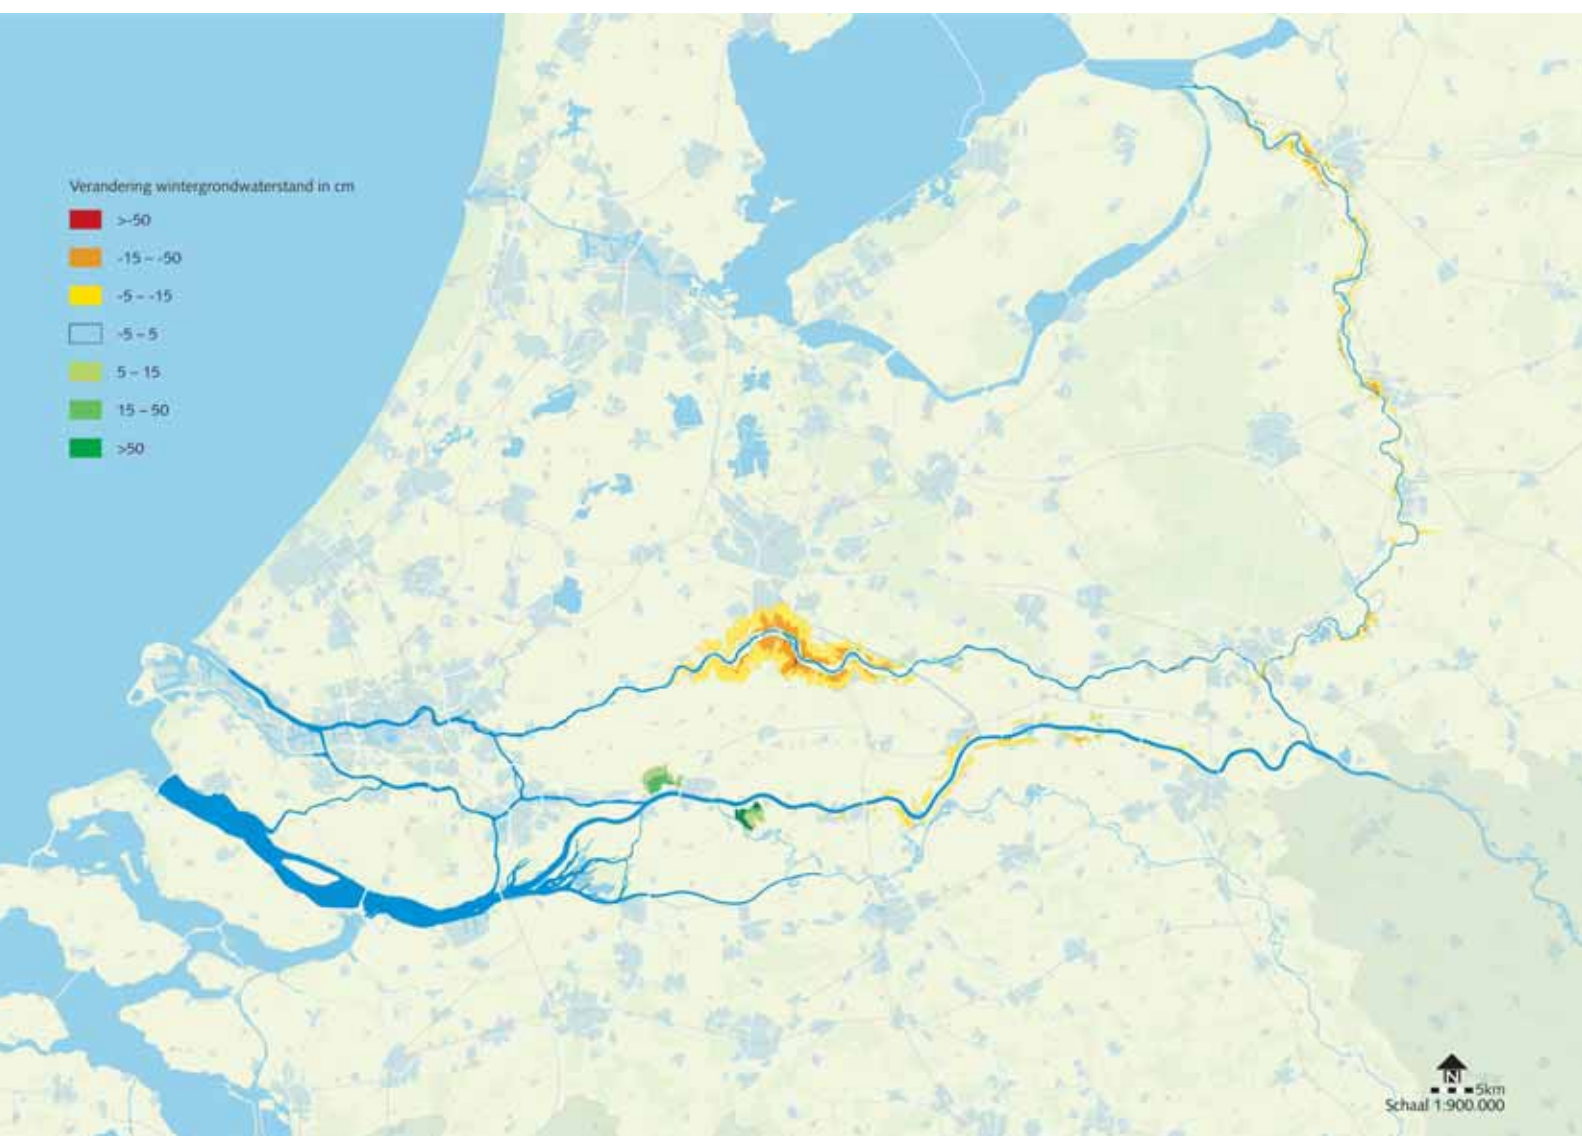 Verandering wintergrondwaterstand in cm
>-50
-15 – -50
-5 – -15
-5 – 5
5 – 15
15 – 50
>50
N
5km
Schaal 1:900.000